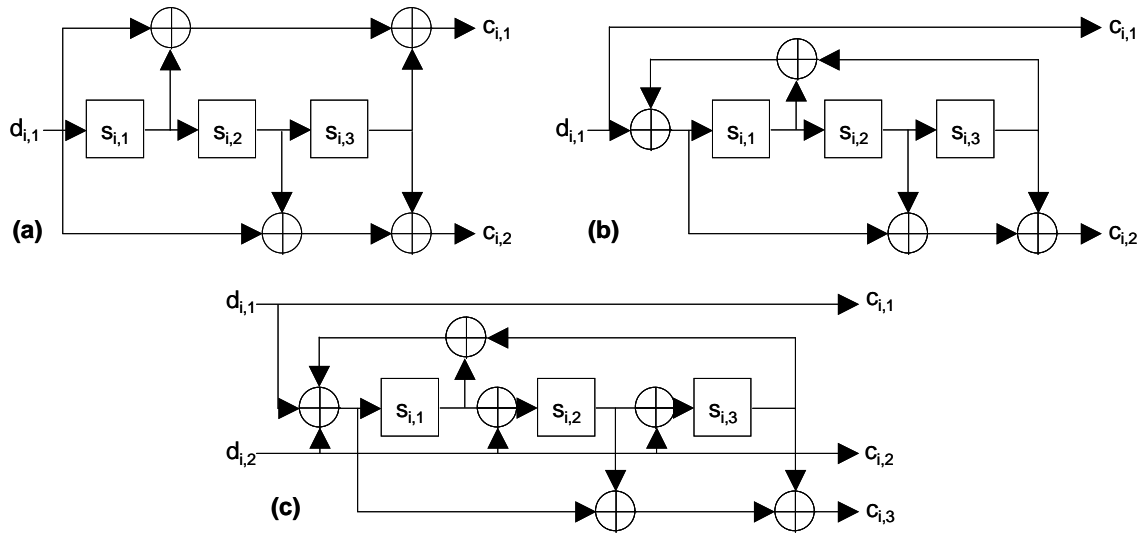 c_{i,1}
d_{i,1} s_{i,1} s_{i,2} s_{i,3}
(a) c_{i,2}
c_{i,1}
d_{i,1} s_{i,1} s_{i,2} s_{i,3}
(b) c_{i,2}
d_{i,1} c_{i,1}
s_{i,1} s_{i,2} s_{i,3}
d_{i,2} c_{i,2}
(c) c_{i,3}